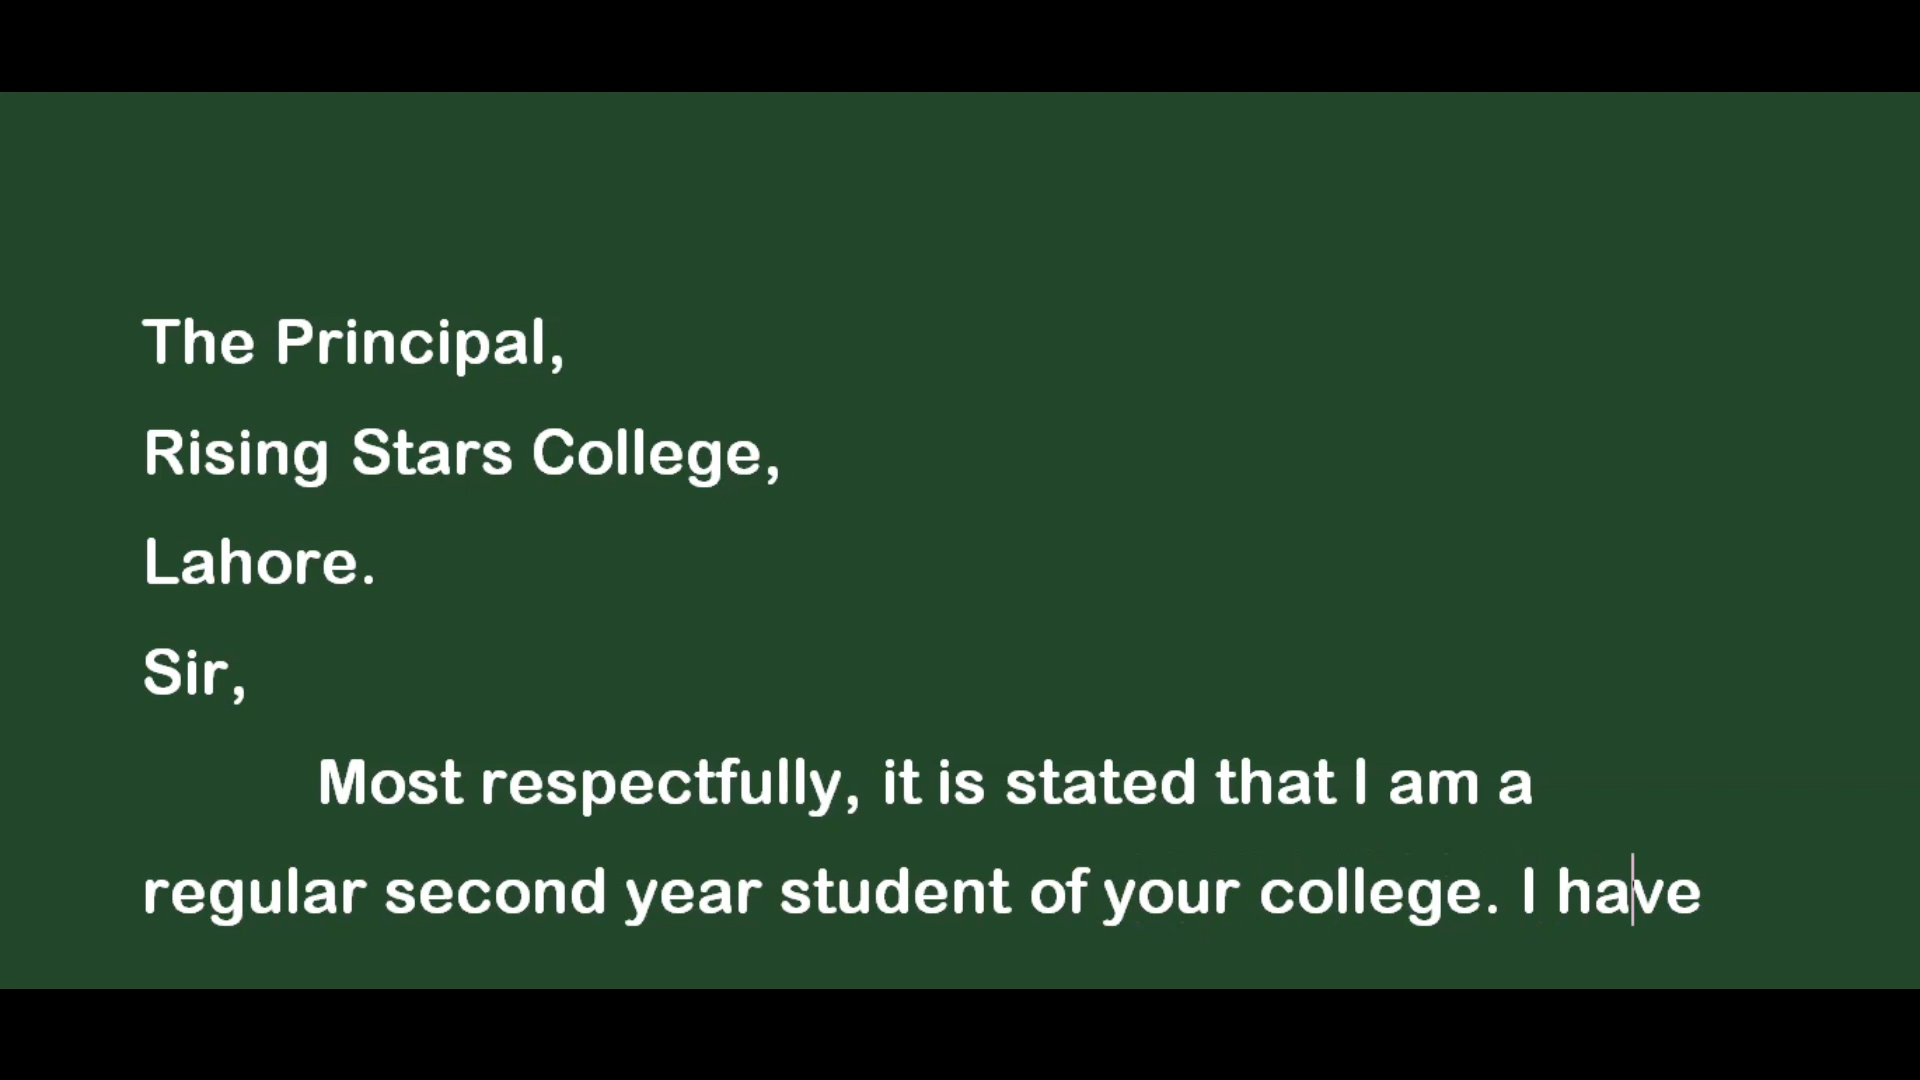 The Principal,
Rising Stars College,
Lahore.
Sir,
Most respectfully, it is stated that I am a
regular second year student of your college. I have